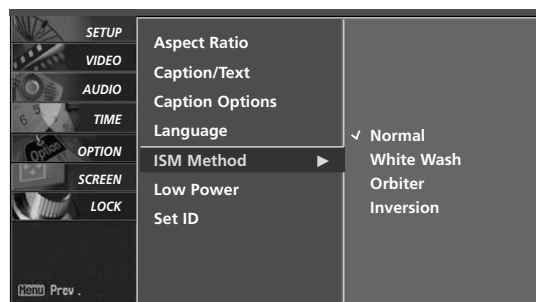 SETUP
VIDEO
AUDIO
TIME
OPTION
SCREEN
LOCK
Menu Prev.
Aspect Ratio
Caption/Text
Caption Options
Language
ISM Method ▶
Low Power
Set ID
✓ Normal
White Wash
Orbiter
Inversion